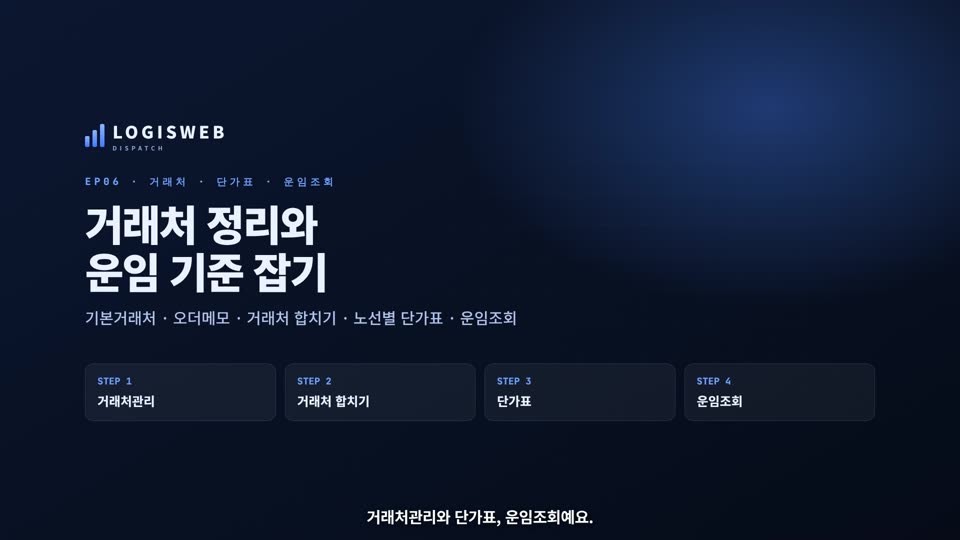 LOGISWEB
DISPATCH
EP06 · 거래처 · 단가표 · 운임조회
거래처 정리와
운임 기준 잡기
기본거래처 · 오더메모 · 거래처 합치기 · 노선별 단가표 · 운임조회
STEP 1
거래처관리
STEP 2
거래처 합치기
STEP 3
단가표
STEP 4
운임조회
거래처관리와 단가표, 운임조회예요.